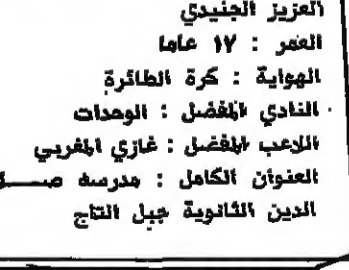 العزيز الجنيدي
العمر : ١٧ عاما
الهواية : كرة الطائرة
النادي المفضل : الوحدات
اللاعب المفضل : غازي المغربي
العنوان الكامل : مدرسة صـــلا
الدين الثانوية جبل التاج